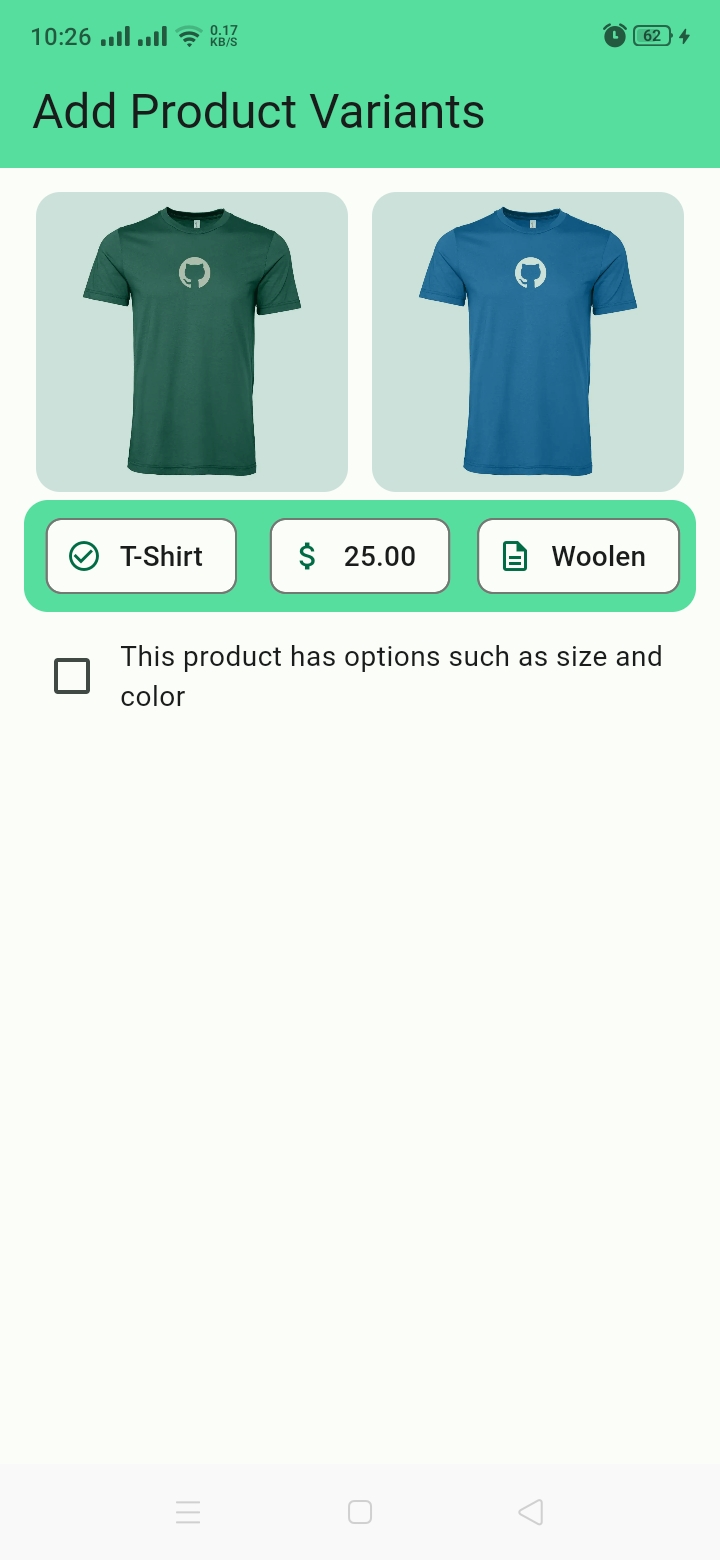 10:26 0.17 KB/S 62
Add Product Variants
T-Shirt $ 25.00 Woolen
This product has options such as size and
color